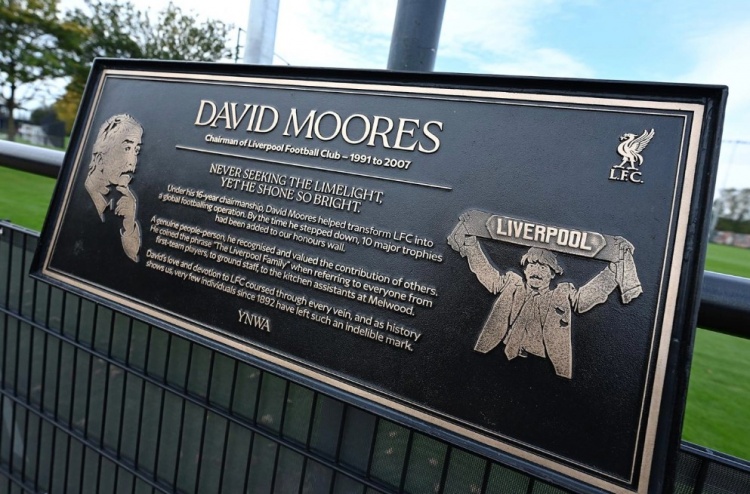 DAVID MOORES
Chairman of Liverpool Football Club – 1991 to 2007
L.F.C.
NEVER SEEKING THE LIMELIGHT,
YET HE SHONE SO BRIGHT.
Under his 16-year chairmanship, David Moores helped transform LFC into
a global footballing operation. By the time he stepped down, 10 major trophies
had been added to our honours wall.
A genuine people-person, he recognised and valued the contribution of others.
He coined the phrase "The Liverpool Family" when referring to everyone from
first-team players, to ground staff, to the kitchen assistants at Melwood.
David's love and devotion to LFC coursed through every vein, and as history
shows us, very few individuals since 1892 have left such an indelible mark.
YNWA
LIVERPOOL